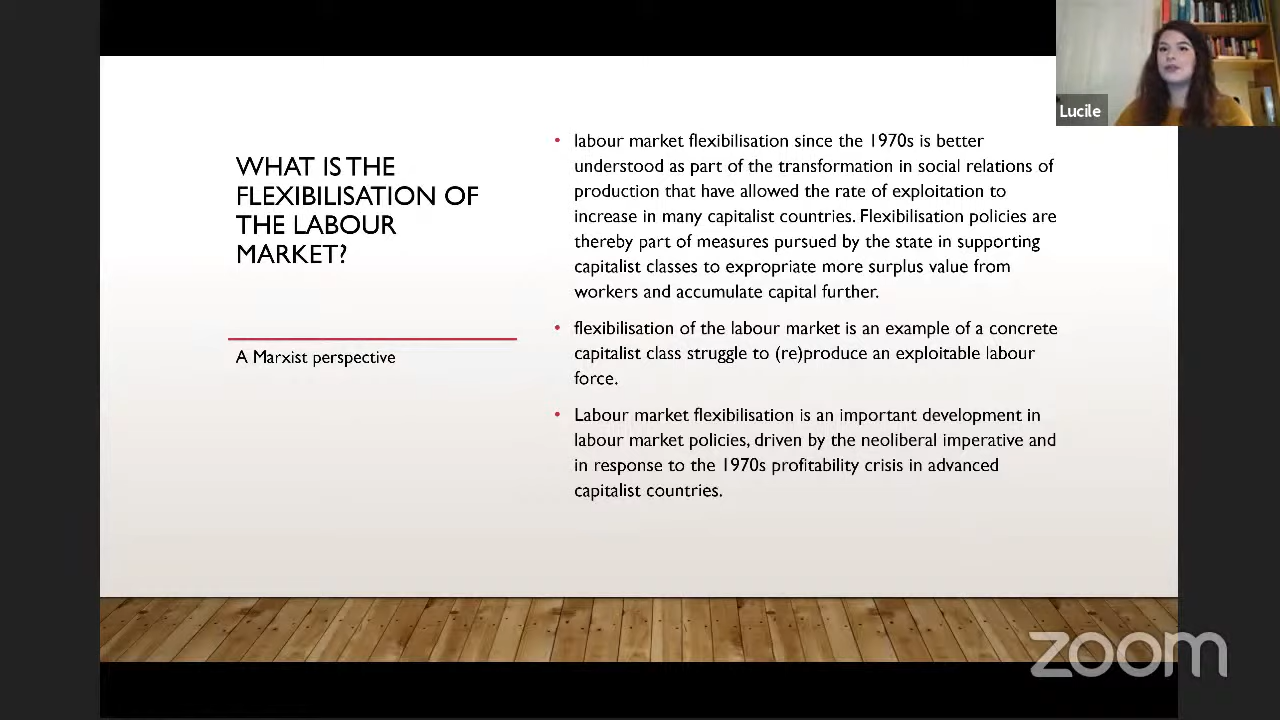 Lucile
WHAT IS THE
FLEXIBILISATION OF
THE LABOUR
MARKET?
A Marxist perspective
• labour market flexibilisation since the 1970s is better
understood as part of the transformation in social relations of
production that have allowed the rate of exploitation to
increase in many capitalist countries. Flexibilisation policies are
thereby part of measures pursued by the state in supporting
capitalist classes to expropriate more surplus value from
workers and accumulate capital further.
• flexibilisation of the labour market is an example of a concrete
capitalist class struggle to (re)produce an exploitable labour
force.
• Labour market flexibilisation is an important development in
labour market policies, driven by the neoliberal imperative and
in response to the 1970s profitability crisis in advanced
capitalist countries.
zoom